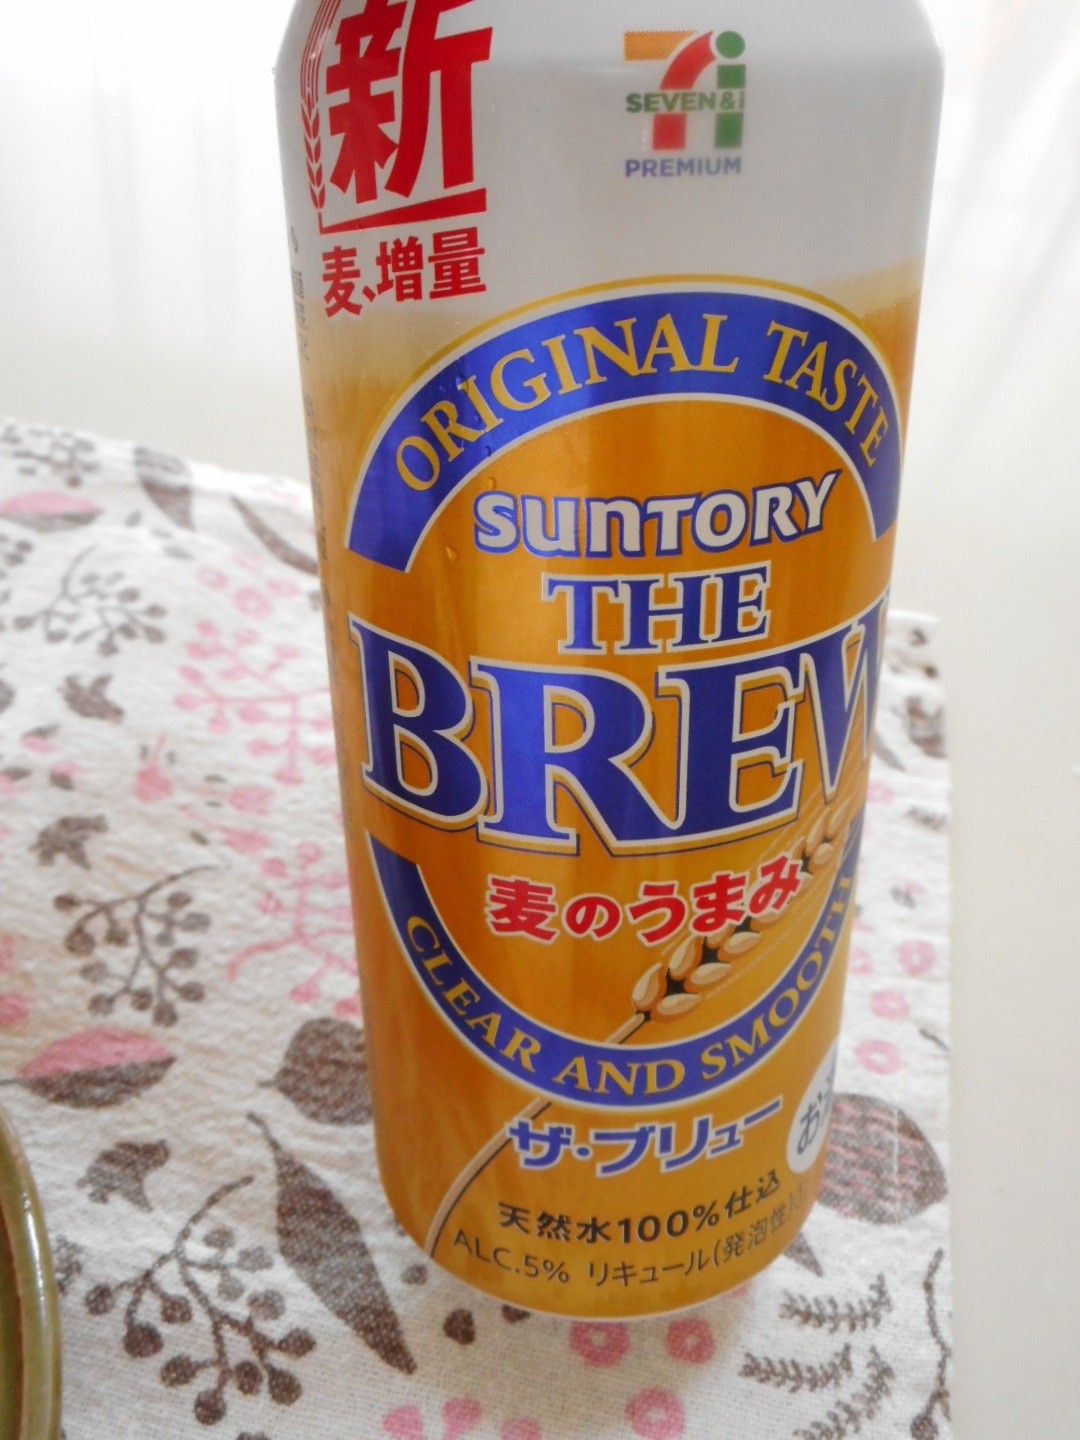 新
麦、増量
7i
SEVEN&i
PREMIUM
ORIGINAL TASTE
SUNTORY
THE
BREW
麦のうまみ
CLEAR AND SMOOTH
ザ・ブリュー
天然水100%仕込
ALC.5% リキュール(発泡性)